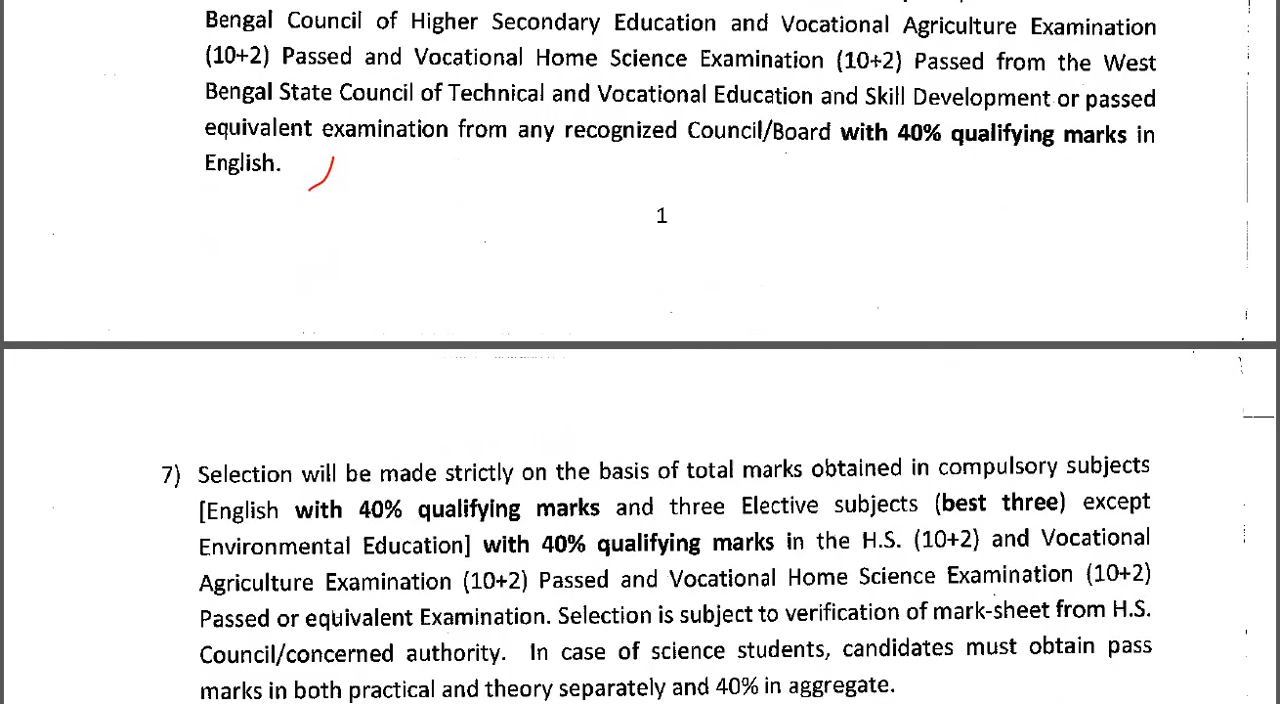 Bengal Council of Higher Secondary Education and Vocational Agriculture Examination
(10+2) Passed and Vocational Home Science Examination (10+2) Passed from the West
Bengal State Council of Technical and Vocational Education and Skill Development or passed
equivalent examination from any recognized Council/Board with 40% qualifying marks in
English.
1
7) Selection will be made strictly on the basis of total marks obtained in compulsory subjects
[English with 40% qualifying marks and three Elective subjects (best three) except
Environmental Education] with 40% qualifying marks in the H.S. (10+2) and Vocational
Agriculture Examination (10+2) Passed and Vocational Home Science Examination (10+2)
Passed or equivalent Examination. Selection is subject to verification of mark-sheet from H.S.
Council/concerned authority. In case of science students, candidates must obtain pass
marks in both practical and theory separately and 40% in aggregate.